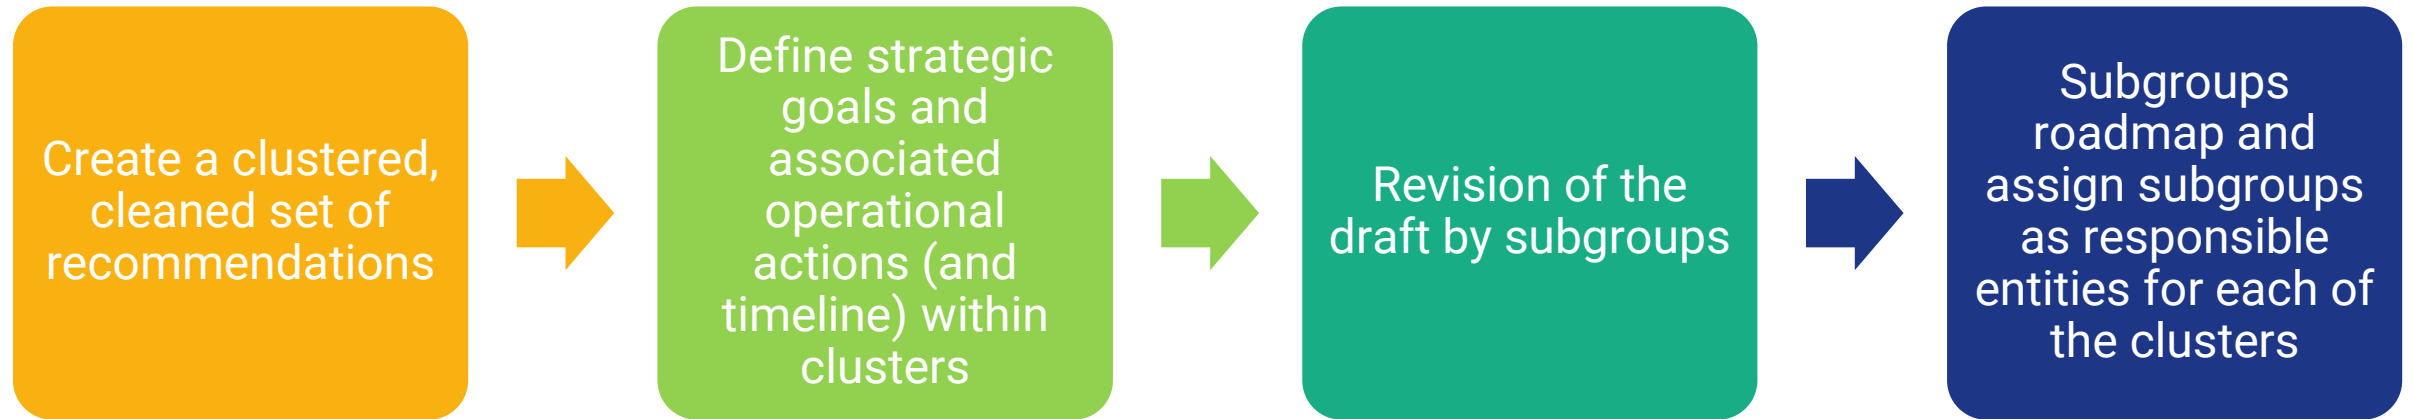 Create a clustered,
cleaned set of
recommendations
Define strategic
goals and
associated
operational
actions (and
timeline) within
clusters
Revision of the
draft by subgroups
Subgroups
roadmap and
assign subgroups
as responsible
entities for each of
the clusters